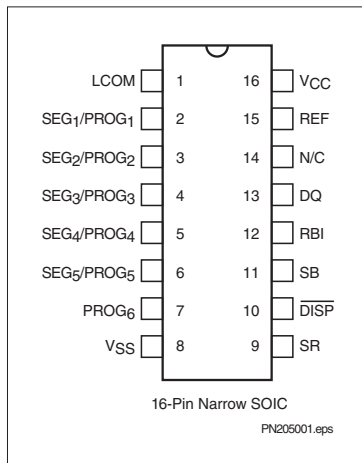 LCOM 1 16 VCC
SEG1/PROG1 2 15 REF
SEG2/PROG2 3 14 N/C
SEG3/PROG3 4 13 DQ
SEG4/PROG4 5 12 RBI
SEG5/PROG5 6 11 SB
PROG6 7 10 DISP
VSS 8 9 SR
16-Pin Narrow SOIC
PN205001.eps